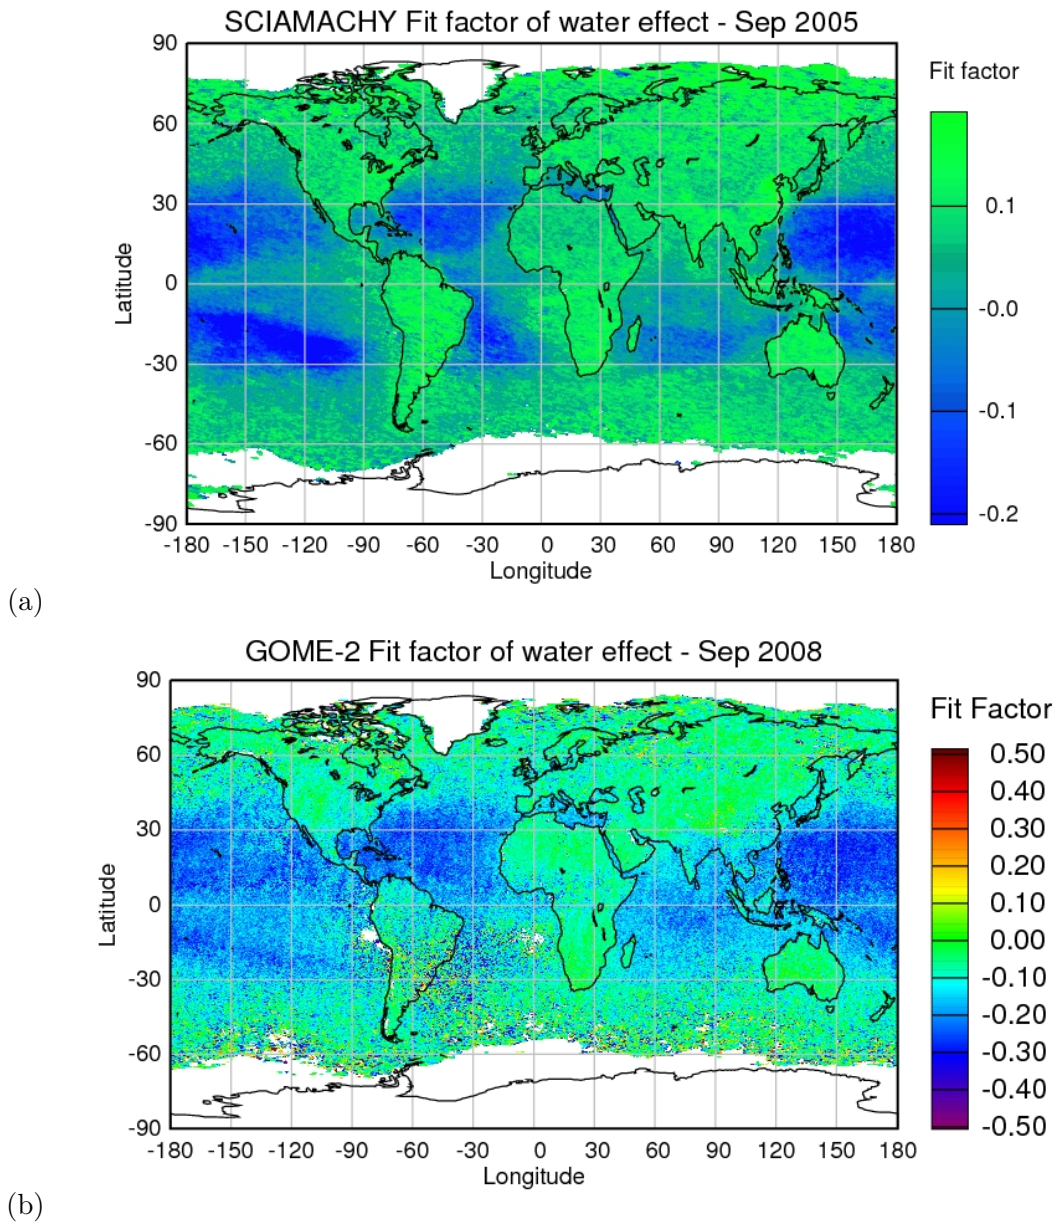 SCIAMACHY Fit factor of water effect - Sep 2005
90
60
30
0
-30
-60
-90
Latitude
-180 -150 -120 -90 -60 -30 0 30 60 90 120 150 180
Longitude
Fit factor
0.1
-0.0
-0.1
-0.2
(a)
GOME-2 Fit factor of water effect - Sep 2008
90
60
30
0
-30
-60
-90
Latitude
-180 -150 -120 -90 -60 -30 0 30 60 90 120 150 180
Longitude
Fit Factor
0.50
0.40
0.30
0.20
0.10
0.00
-0.10
-0.20
-0.30
-0.40
-0.50
(b)